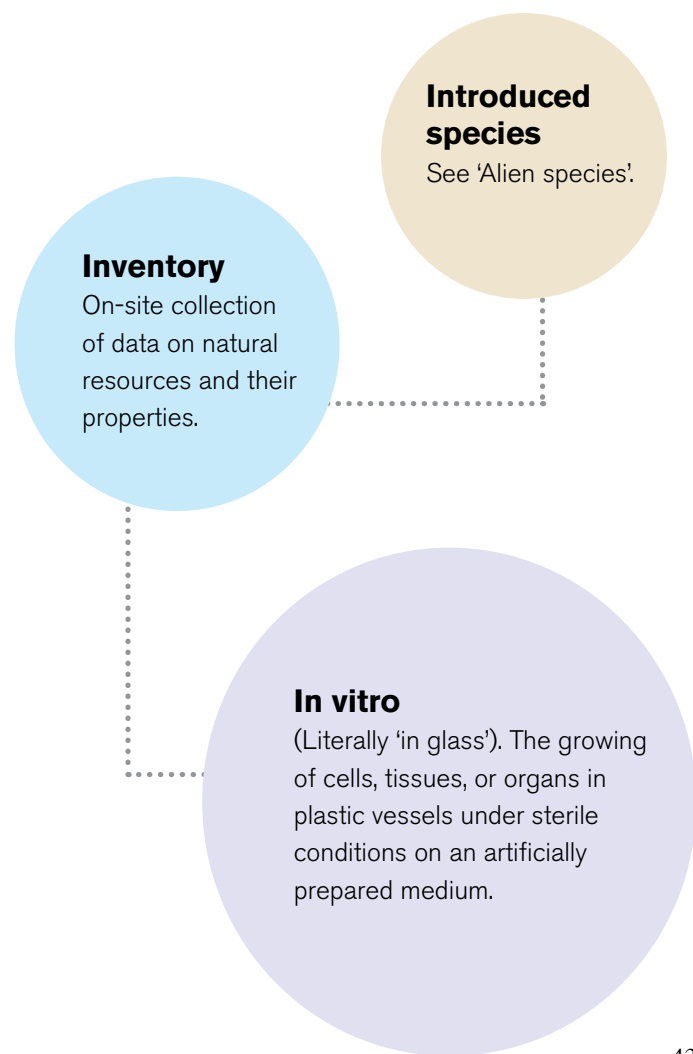 Introduced
species
See ‘Alien species’.
Inventory
On-site collection
of data on natural
resources and their
properties.
In vitro
(Literally ‘in glass’). The growing
of cells, tissues, or organs in
plastic vessels under sterile
conditions on an artificially
prepared medium.